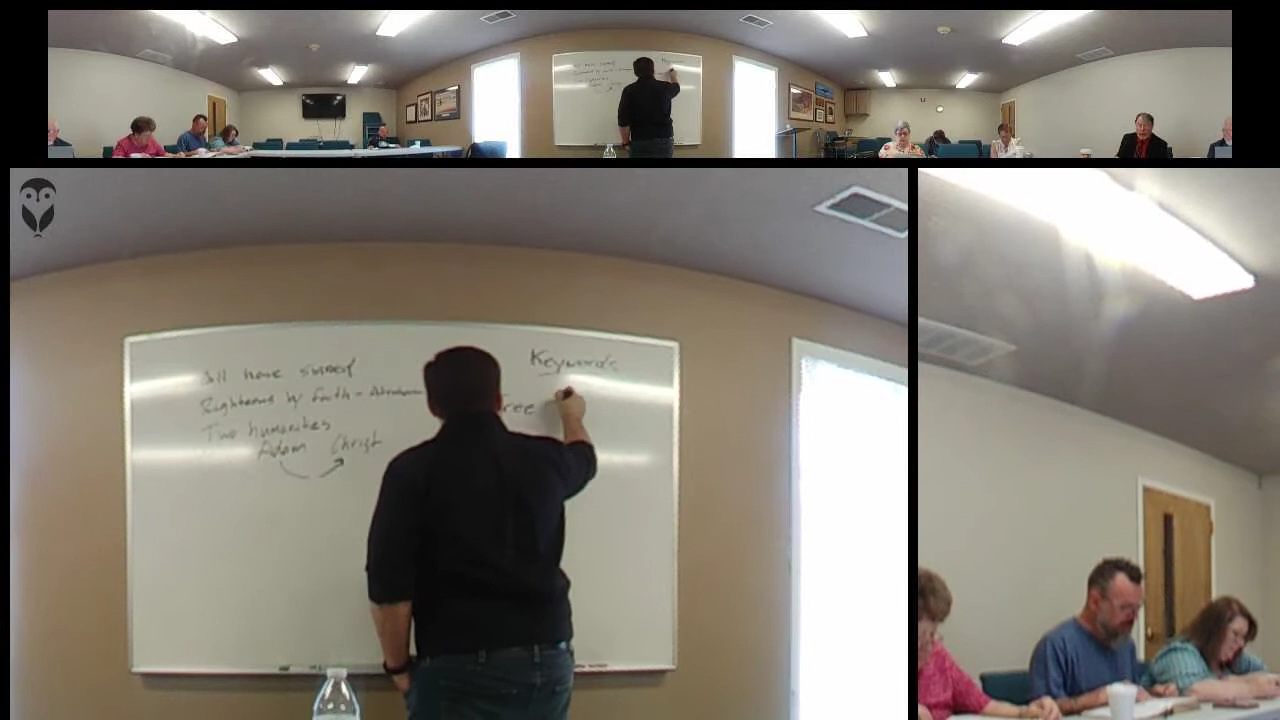 All have sinned
Righteous by faith - Abraham
Two humanities
Adam Christ
Keywords
Free